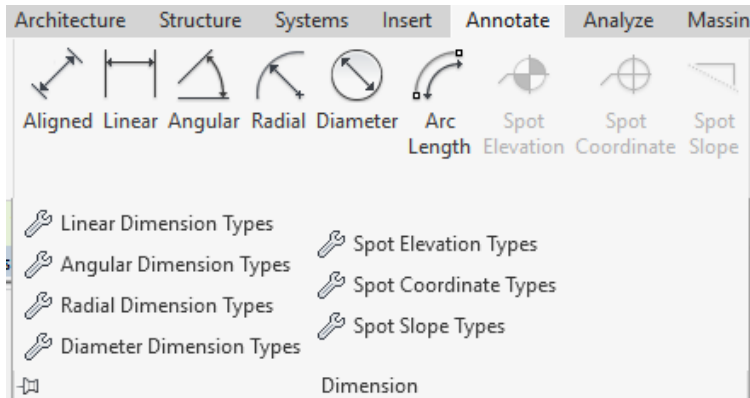 Architecture Structure Systems Insert Annotate Analyze Massin
Aligned Linear Angular Radial Diameter Arc Length Spot Elevation Spot Coordinate Spot Slope
Linear Dimension Types
Angular Dimension Types
Radial Dimension Types
Diameter Dimension Types
Spot Elevation Types
Spot Coordinate Types
Spot Slope Types
Dimension